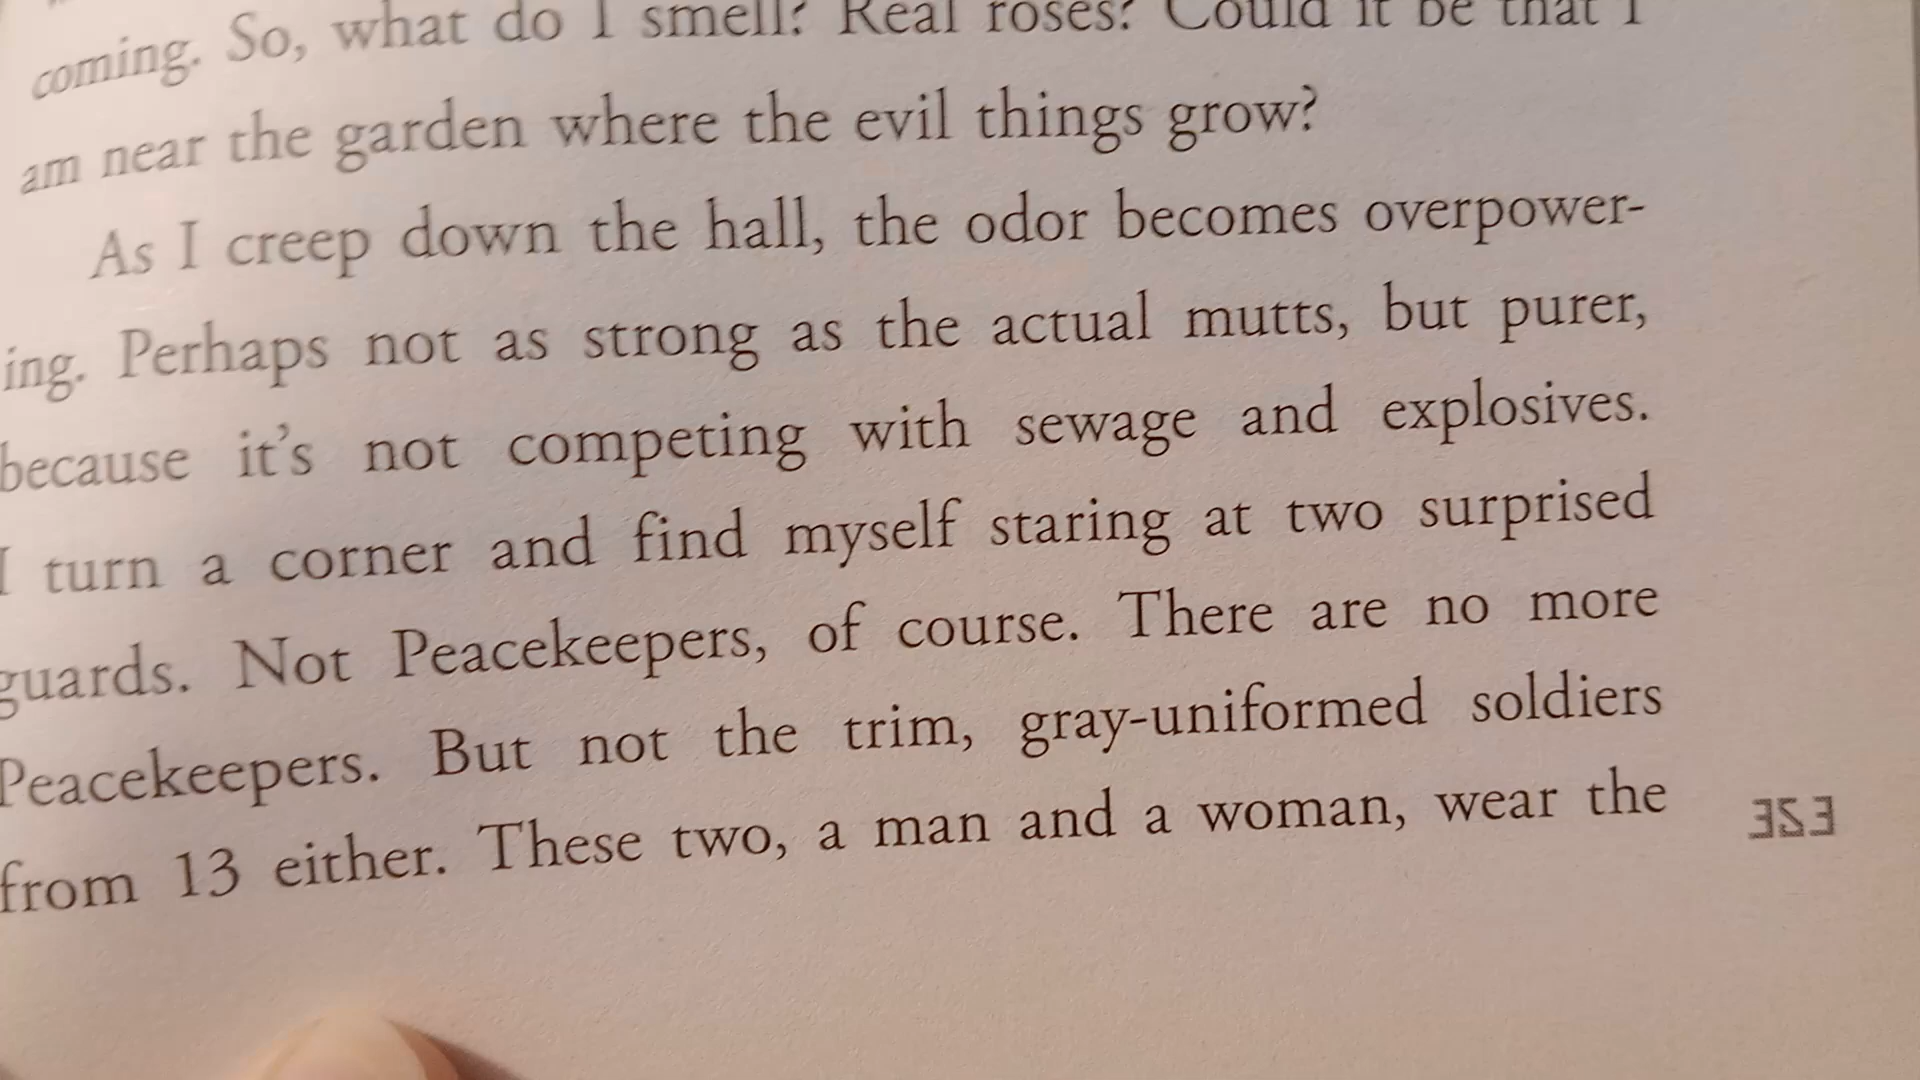 coming. So, what do I smell? Real roses? Could it be that I
am near the garden where the evil things grow?
As I creep down the hall, the odor becomes overpower-
ing. Perhaps not as strong as the actual mutts, but purer,
because it's not competing with sewage and explosives.
I turn a corner and find myself staring at two surprised
guards. Not Peacekeepers, of course. There are no more
Peacekeepers. But not the trim, gray-uniformed soldiers
from 13 either. These two, a man and a woman, wear the
353